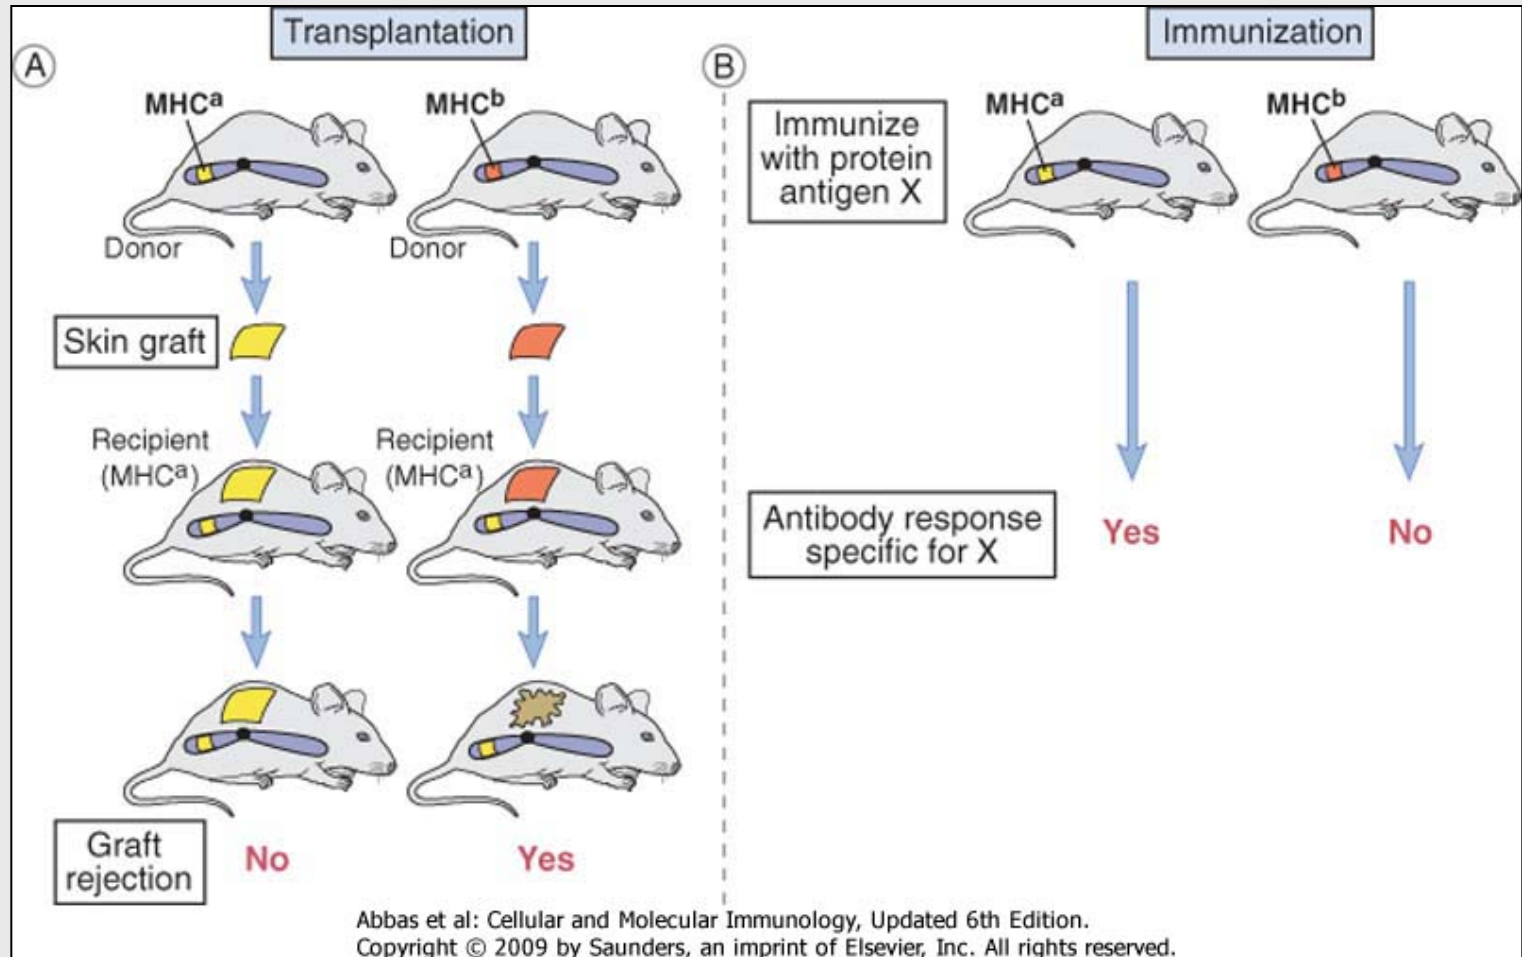 Transplantation
A
MHCa
MHCb
Donor
Donor
Skin graft
Recipient
(MHCa)
Recipient
(MHCa)
Graft
rejection
No
Yes
B
Immunization
Immunize
with protein
antigen X
MHCa
MHCb
Antibody response
specific for X
Yes
No
Abbas et al: Cellular and Molecular Immunology, Updated 6th Edition.
Copyright © 2009 by Saunders, an imprint of Elsevier, Inc. All rights reserved.